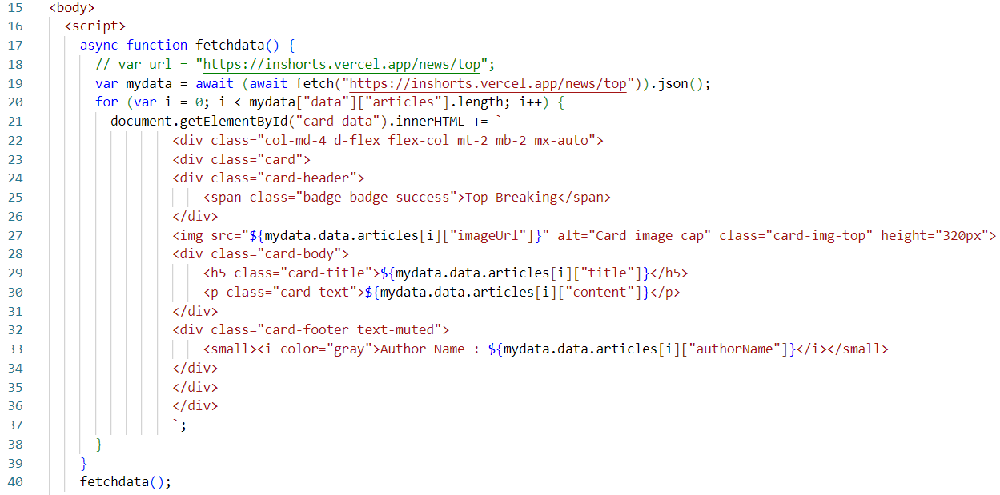 15 <body>
16 <script>
17 async function fetchdata() {
18 // var url = "https://inshorts.vercel.app/news/top";
19 var mydata = await (await fetch("https://inshorts.vercel.app/news/top")).json();
20 for (var i = 0; i < mydata["data"]["articles"].length; i++) {
21 document.getElementById("card-data").innerHTML += `
22 <div class="col-md-4 d-flex flex-col mt-2 mb-2 mx-auto">
23 <div class="card">
24 <div class="card-header">
25 <span class="badge badge-success">Top Breaking</span>
26 </div>
27 <img src="${mydata.data.articles[i]["imageUrl"]}" alt="Card image cap" class="card-img-top" height="320px">
28 <div class="card-body">
29 <h5 class="card-title">${mydata.data.articles[i]["title"]}</h5>
30 <p class="card-text">${mydata.data.articles[i]["content"]}</p>
31 </div>
32 <div class="card-footer text-muted">
33 <small><i color="gray">Author Name : ${mydata.data.articles[i]["authorName"]}</i></small>
34 </div>
35 </div>
36 </div>
37 `;
38 }
39 }
40 fetchdata();